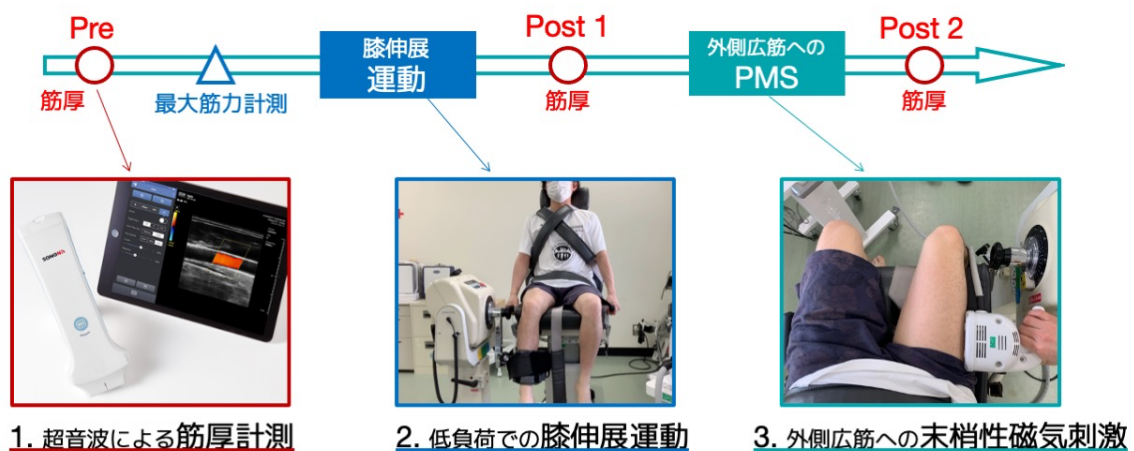 Pre
筋厚
最大筋力計測
膝伸展
運動
Post 1
筋厚
外側広筋への
PMS
Post 2
筋厚
1. 超音波による筋厚計測
2. 低負荷での膝伸展運動
3. 外側広筋への末梢性磁気刺激